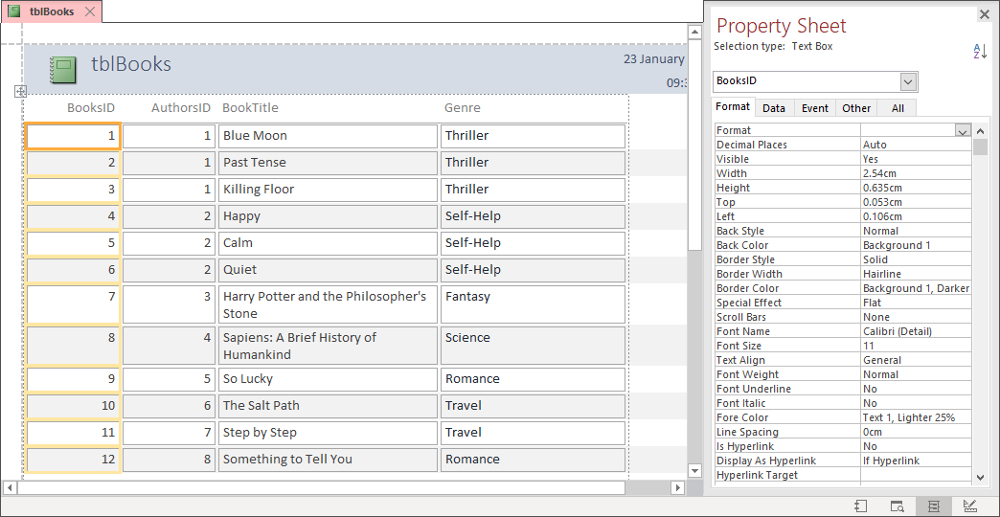 tblBooks
tblBooks
23 January
09:3
BooksID AuthorsID BookTitle Genre
1 1 Blue Moon Thriller
2 1 Past Tense Thriller
3 1 Killing Floor Thriller
4 2 Happy Self-Help
5 2 Calm Self-Help
6 2 Quiet Self-Help
7 3 Harry Potter and the Philosopher's Fantasy
Stone
8 4 Sapiens: A Brief History of Science
Humankind
9 5 So Lucky Romance
10 6 The Salt Path Travel
11 7 Step by Step Travel
12 8 Something to Tell You Romance
Property Sheet
Selection type: Text Box
A
Z
BooksID
Format Data Event Other All
Format
Decimal Places Auto
Visible Yes
Width 2.54cm
Height 0.635cm
Top 0.053cm
Left 0.106cm
Back Style Normal
Back Color Background 1
Border Style Solid
Border Width Hairline
Border Color Background 1, Darker
Special Effect Flat
Scroll Bars None
Font Name Calibri (Detail)
Font Size 11
Text Align General
Font Weight Normal
Font Underline No
Font Italic No
Fore Color Text 1, Lighter 25%
Line Spacing 0cm
Is Hyperlink No
Display As Hyperlink If Hyperlink
Hyperlink Target